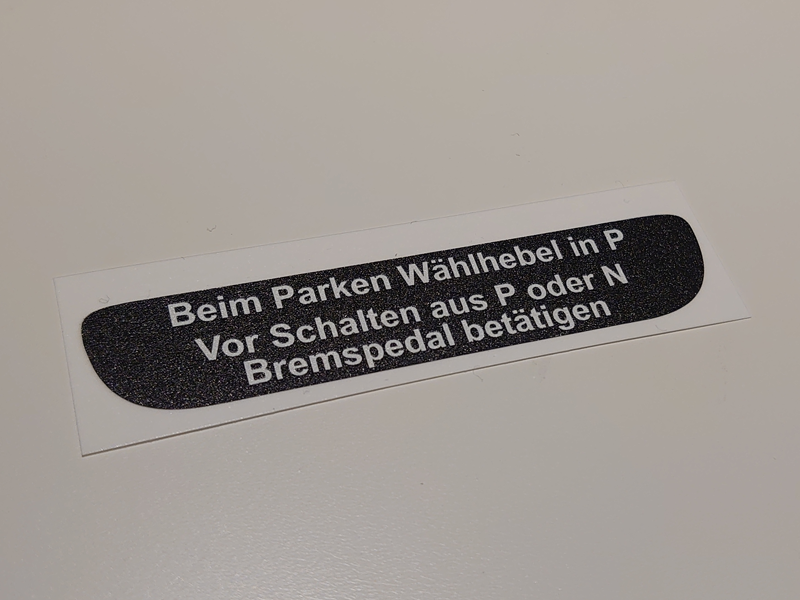 Beim Parken Wählhebel in P
Vor Schalten aus P oder N
Bremspedal betätigen